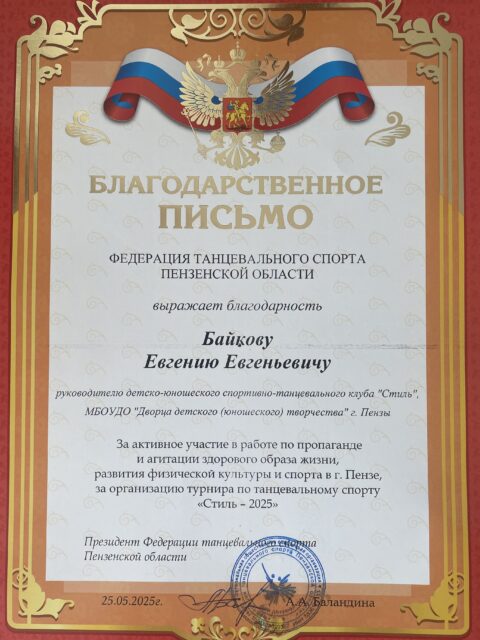 БЛАГОДАРСТВЕННОЕ
ПИСЬМО
ФЕДЕРАЦИЯ ТАНЦЕВАЛЬНОГО СПОРТА
ПЕНЗЕНСКОЙ ОБЛАСТИ
выражает благодарность
Байкову
Евгению Евгеньевичу
руководителю детско-юношеского спортивно-танцевального клуба "Стиль",
МБОУДО "Дворца детского (юношеского) творчества" г. Пензы
За активное участие в работе по пропаганде
и агитации здорового образа жизни,
развития физической культуры и спорта в г. Пензе,
за организацию турнира по танцевальному спорту
«Стиль – 2025»
Президент Федерации танцевального спорта
Пензенской области
25.05.2025г.
А.А. Баландина